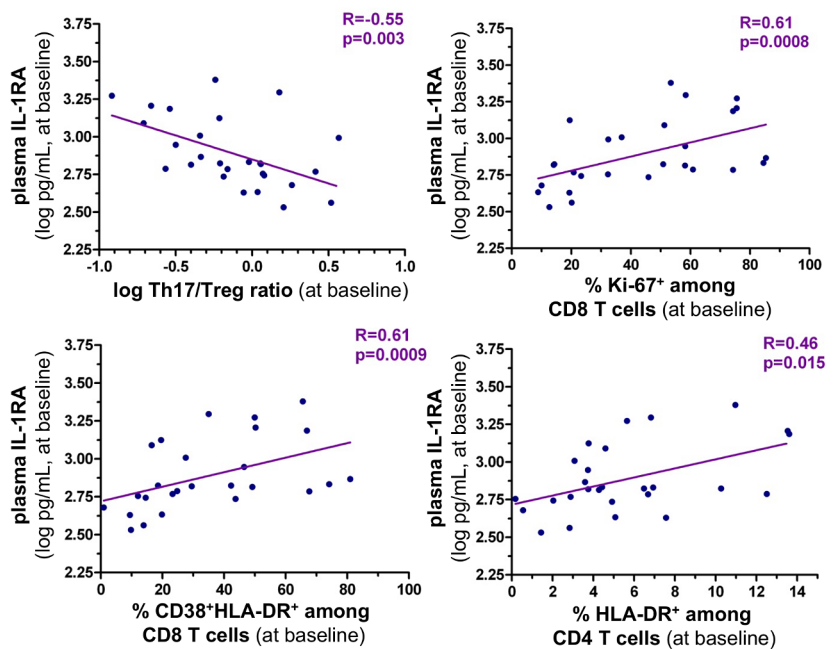 R=-0.55
p=0.003
plasma IL-1RA
(log pg/mL, at baseline)
3.75
3.50
3.25
3.00
2.75
2.50
2.25
-1.0 -0.5 0.0 0.5 1.0
log Th17/Treg ratio (at baseline)
R=0.61
p=0.0008
plasma IL-1RA
(log pg/mL, at baseline)
3.75
3.50
3.25
3.00
2.75
2.50
2.25
0 20 40 60 80 100
% Ki-67⁺ among
CD8 T cells (at baseline)
R=0.61
p=0.0009
plasma IL-1RA
(log pg/mL, at baseline)
3.75
3.50
3.25
3.00
2.75
2.50
2.25
0 20 40 60 80 100
% CD38⁺HLA-DR⁺ among
CD8 T cells (at baseline)
R=0.46
p=0.015
plasma IL-1RA
(log pg/mL, at baseline)
3.75
3.50
3.25
3.00
2.75
2.50
2.25
0 2 4 6 8 10 12 14
% HLA-DR⁺ among
CD4 T cells (at baseline)